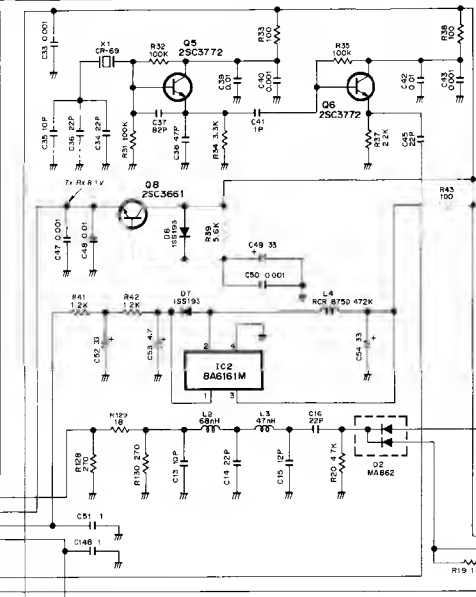 C33 0.001
X1
CR-69
R32
100K
Q5
2SC3772
R33
100
C39
0.01
C40
0.001
R35
100K
Q6
2SC3772
C42
0.01
R38
100
C43
0.001
C35 10P
C36 22P
C34 22P
R31 100K
C37
82P
C38 47P
R34 3.3K
C41
1P
R37
2.2K
C45
22P
Tx Rx 8.1V
Q8
2SC3661
C47 0.001
C48 0.01
D6
1SS193
R39
5.6K
C49 33
+
C50 0.001
R43
100
R41
1.2K
R42
1.2K
D7
1SS193
L4
RCR 875D 472K
C52 33
+
C53 4.7
+
2
4
IC2
BA6161M
1
3
C54 33
+
R129
18
L2
68nH
L3
47nH
C16
22P
R128
270
R130 270
C13 10P
C14 22P
C15 12P
R20 4.7K
D2
MA862
C51 1
C146 1
R19